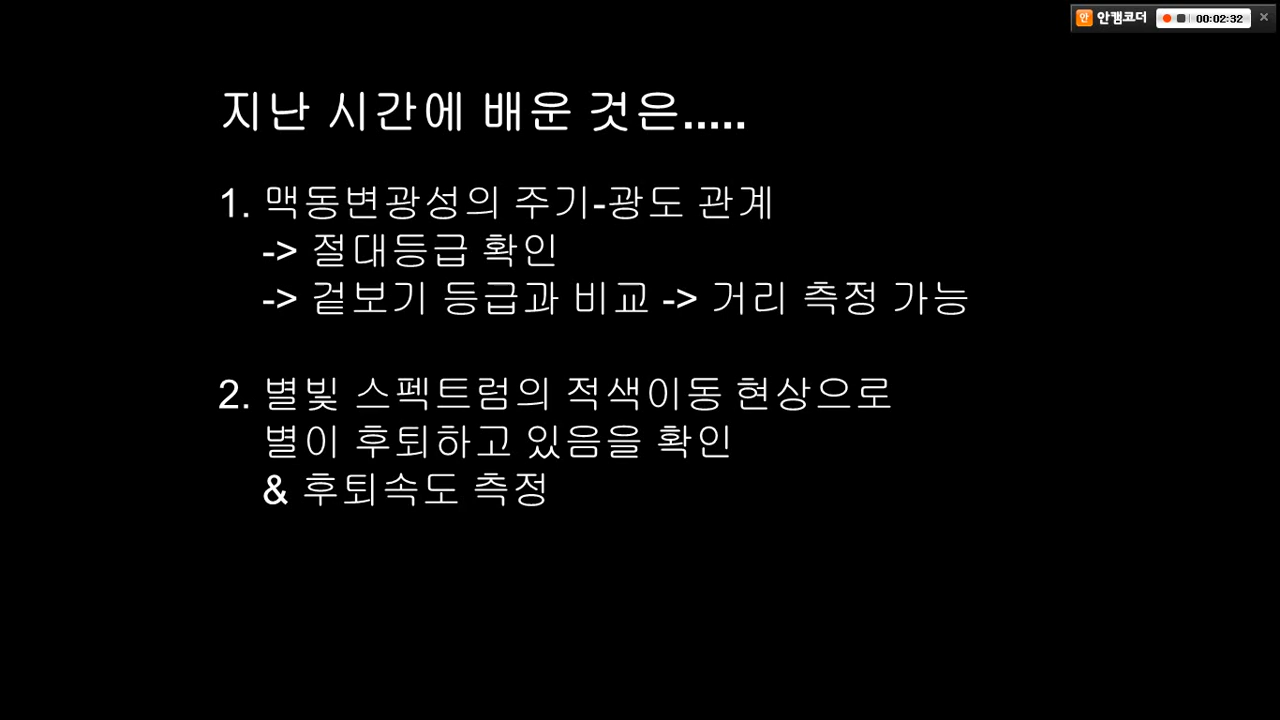 안캠코더 00:02:32
지난 시간에 배운 것은.....
1. 맥동변광성의 주기-광도 관계
-> 절대등급 확인
-> 겉보기 등급과 비교 -> 거리 측정 가능
2. 별빛 스펙트럼의 적색이동 현상으로
별이 후퇴하고 있음을 확인
& 후퇴속도 측정